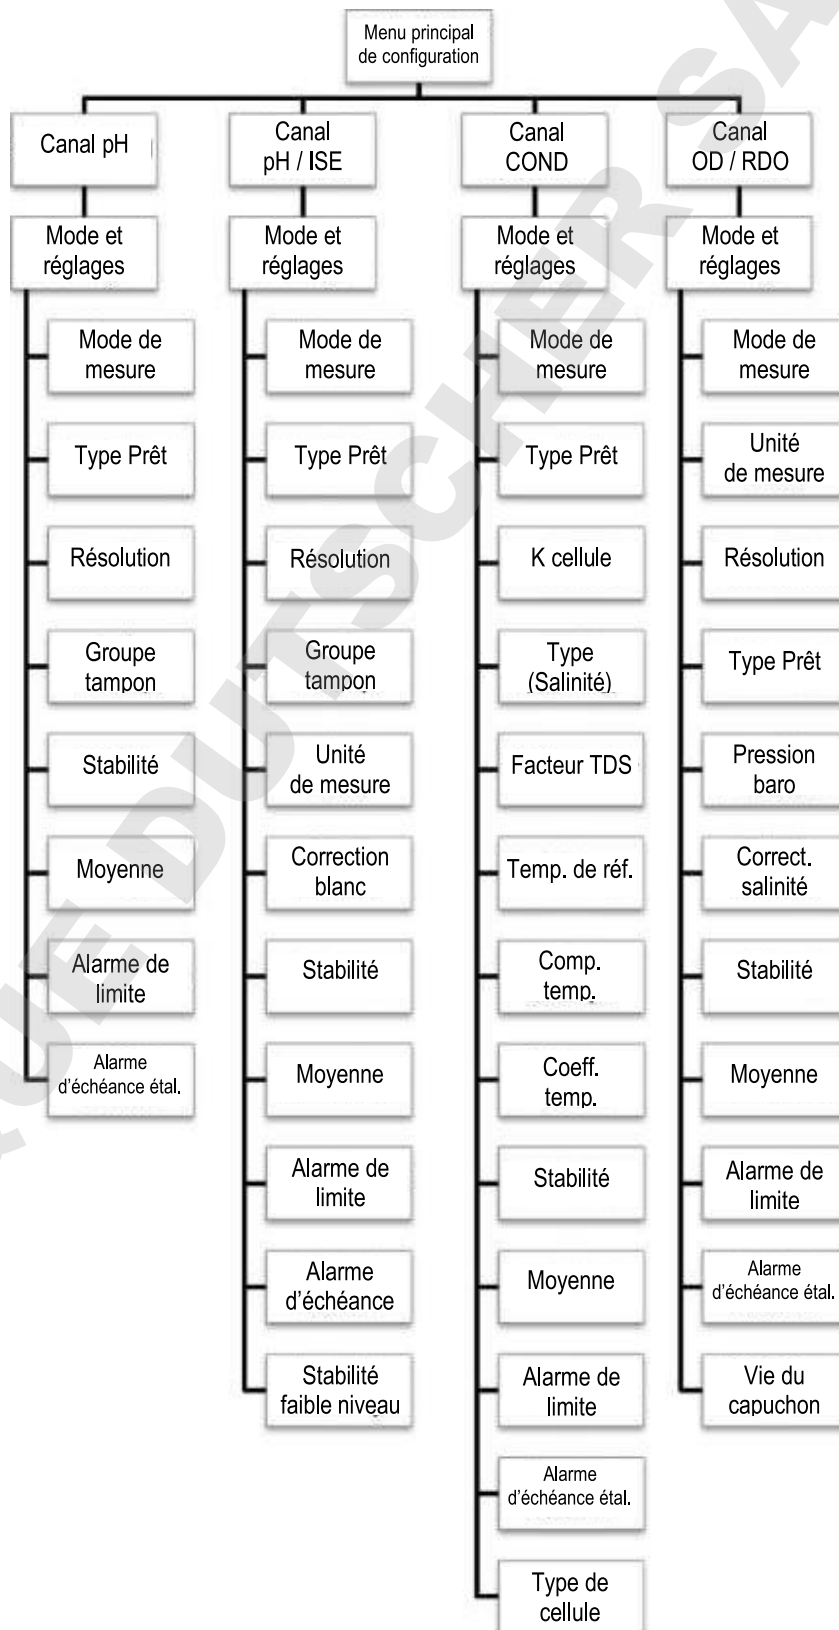 Menu principal
de configuration
Canal pH
Canal
pH / ISE
Canal
COND
Canal
OD / RDO
Mode et
réglages
Mode et
réglages
Mode et
réglages
Mode et
réglages
Mode de
mesure
Type Prêt
Résolution
Groupe
tampon
Stabilité
Moyenne
Alarme de
limite
Alarme
d'échéance étal.
Mode de
mesure
Type Prêt
Résolution
Groupe
tampon
Unité
de mesure
Correction
blanc
Stabilité
Moyenne
Alarme de
limite
Alarme
d'échéance
Stabilité
faible niveau
Mode de
mesure
Type Prêt
K cellule
Type
(Salinité)
Facteur TDS
Temp. de réf.
Comp.
temp.
Coeff.
temp.
Stabilité
Moyenne
Alarme de
limite
Alarme
d'échéance étal.
Type de
cellule
Mode de
mesure
Unité
de mesure
Résolution
Type Prêt
Pression
baro
Correct.
salinité
Stabilité
Moyenne
Alarme de
limite
Alarme
d'échéance étal.
Vie du
capuchon
QUE DUTSCHER SA